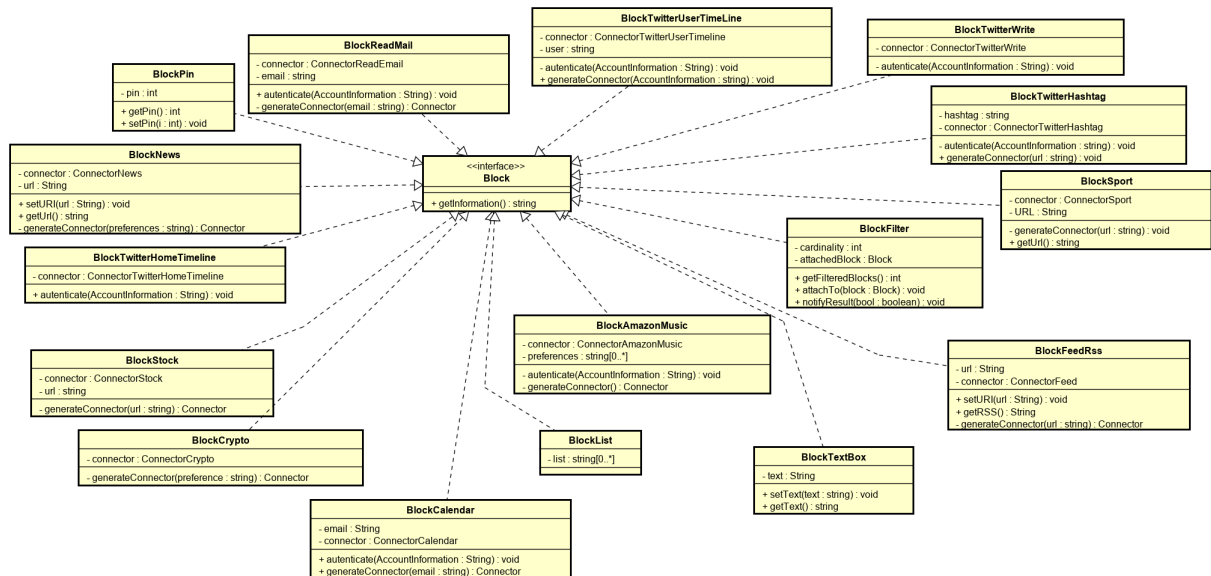 BlockTwitterUserTimeLine
- connector : ConnectorTwitterUserTimeline
- user : string
- autenticate(AccountInformation : String) : void
+ generateConnector(AccountInformation : string) : void
BlockTwitterWrite
- connector : ConnectorTwitterWrite
- autenticate(AccountInformation : String) : void
BlockReadMail
- connector : ConnectorReadEmail
- email : string
+ autenticate(AccountInformation : String) : void
- generateConnector(email : string) : Connector
BlockPin
- pin : int
+ getPin() : int
+ setPin(i : int) : void
BlockTwitterHashtag
- hashtag : string
- connector : ConnectorTwitterHashtag
- autenticate(AccountInformation : string) : void
+ generateConnector(url : string) : void
BlockNews
- connector : ConnectorNews
- url : String
+ setURI(url : String) : void
+ getUrl() : string
- generateConnector(preferences : string) : Connector
<<interface>>
Block
+ getInformation() : string
BlockSport
- connector : ConnectorSport
- URL : String
- generateConnector(url : string) : void
+ getUrl() : string
BlockFilter
- cardinality : int
- attachedBlock : Block
+ getFilteredBlocks() : int
+ attachTo(block : Block) : void
+ notifyResult(bool : boolean) : void
BlockTwitterHomeTimeline
- connector : ConnectorTwitterHomeTimeline
+ autenticate(AccountInformation : String) : void
BlockAmazonMusic
- connector : ConnectorAmazonMusic
- preferences : string[0..*]
- autenticate(AccountInformation : String) : void
- generateConnector() : Connector
BlockStock
- connector : ConnectorStock
- url : string
- generateConnector(url : string) : Connector
BlockFeedRss
- url : String
- connector : ConnectorFeed
+ setURI(url : String) : void
+ getRSS() : String
- generateConnector(url : string) : Connector
BlockCrypto
- connector : ConnectorCrypto
- generateConnector(preference : string) : Connector
BlockList
- list : string[0..*]
BlockTextBox
- text : String
+ setText(text : string) : void
+ getText() : string
BlockCalendar
- email : String
- connector : ConnectorCalendar
+ autenticate(AccountInformation : String) : void
+ generateConnector(email : string) : Connector